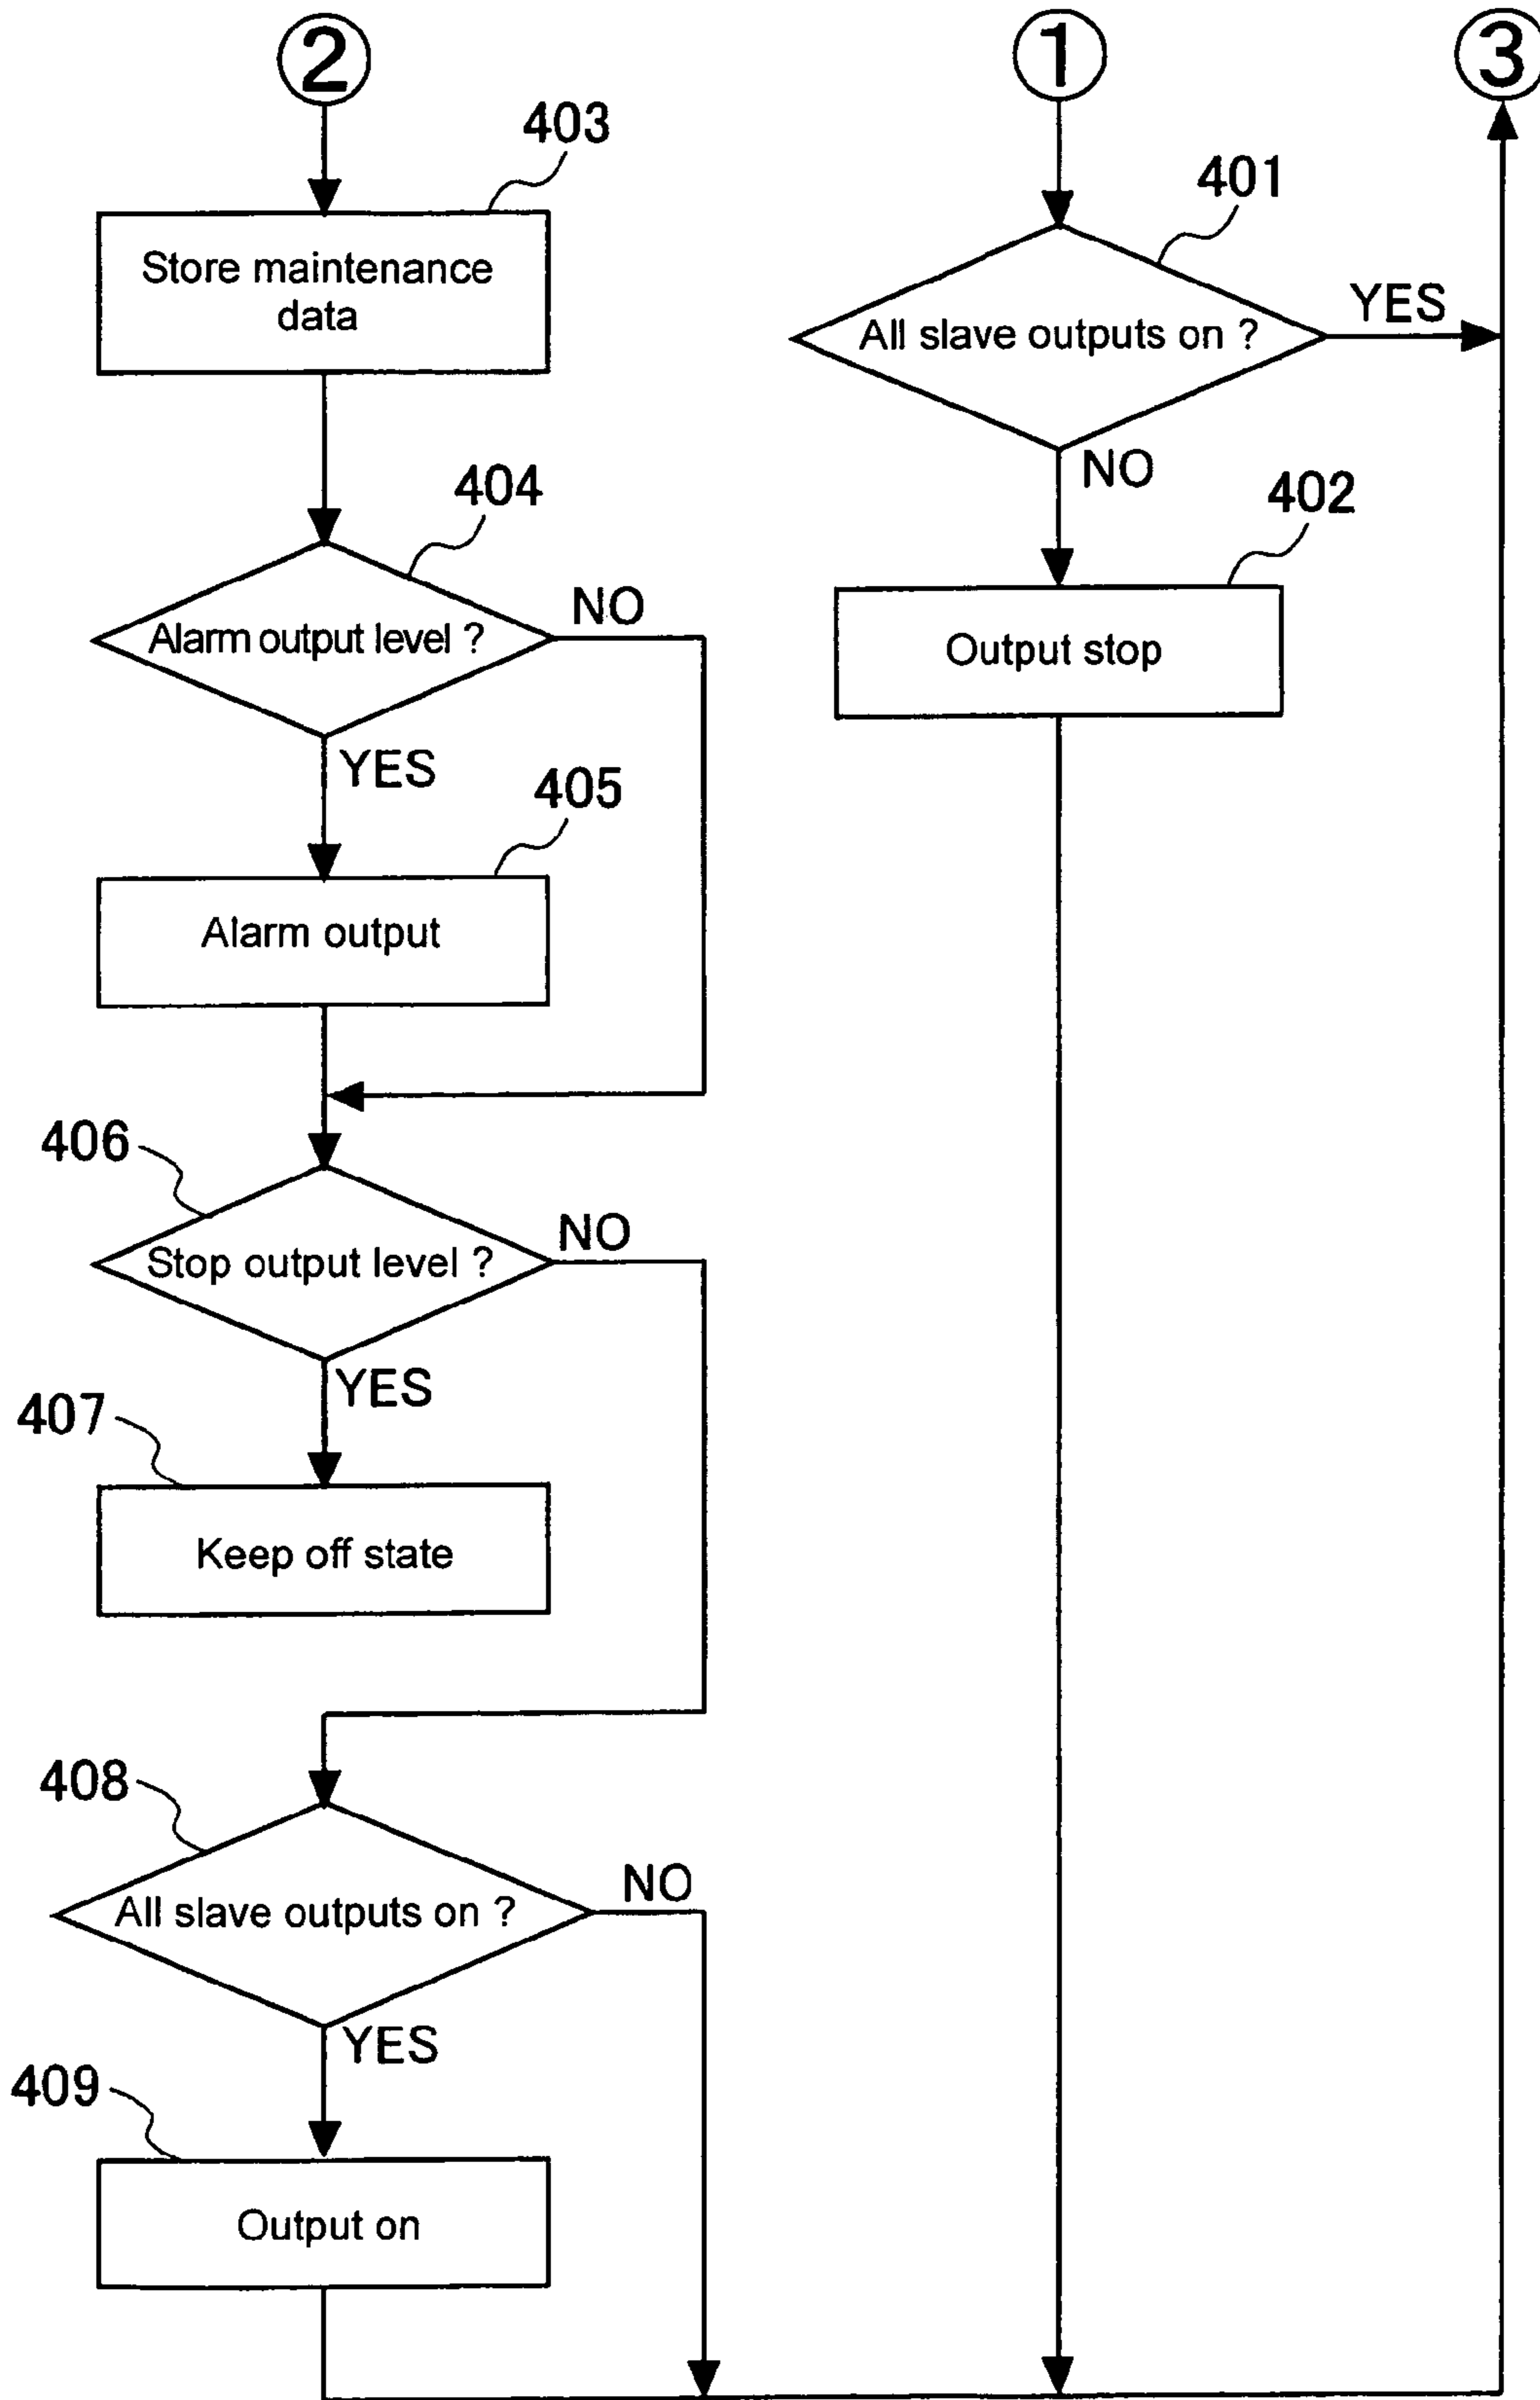 ②
403
Store maintenance
data
404
Alarm output level ?
NO
YES
405
Alarm output
406
Stop output level ?
NO
YES
407
Keep off state
408
All slave outputs on ?
NO
YES
409
Output on
①
401
All slave outputs on ?
YES
NO
402
Output stop
③